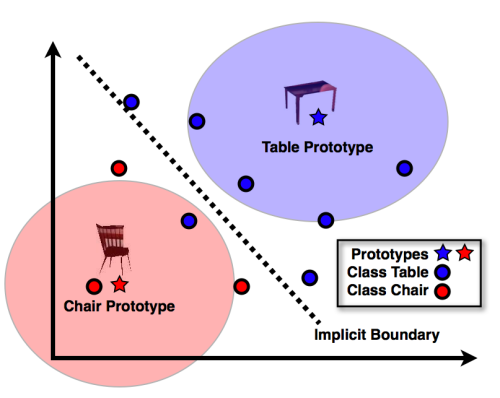 Table Prototype
Chair Prototype
Prototypes
Class Table
Class Chair
Implicit Boundary